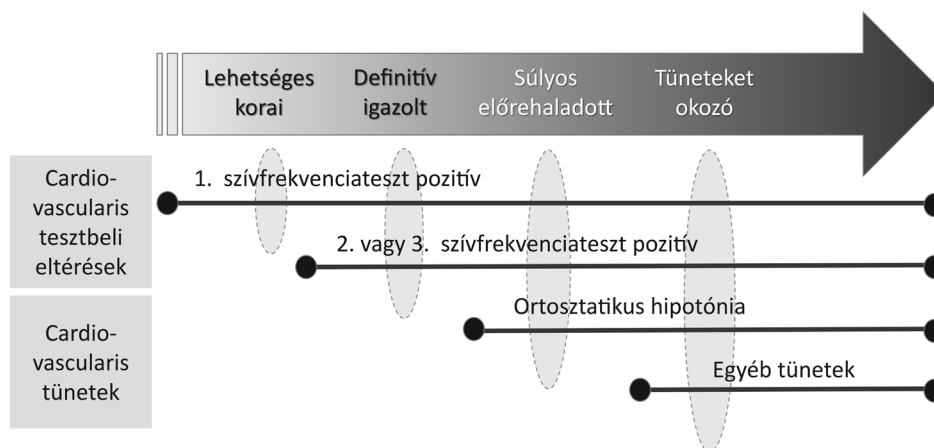 Lehetséges
korai
Definitív
igazolt
Súlyos
előrehaladott
Tüneteket
okozó
Cardio-
vascularis
tesztbeli
eltérések
1. szívfrekvenciateszt pozitív
2. vagy 3. szívfrekvenciateszt pozitív
Cardio-
vascularis
tünetek
Ortosztatikus hipotónia
Egyéb tünetek